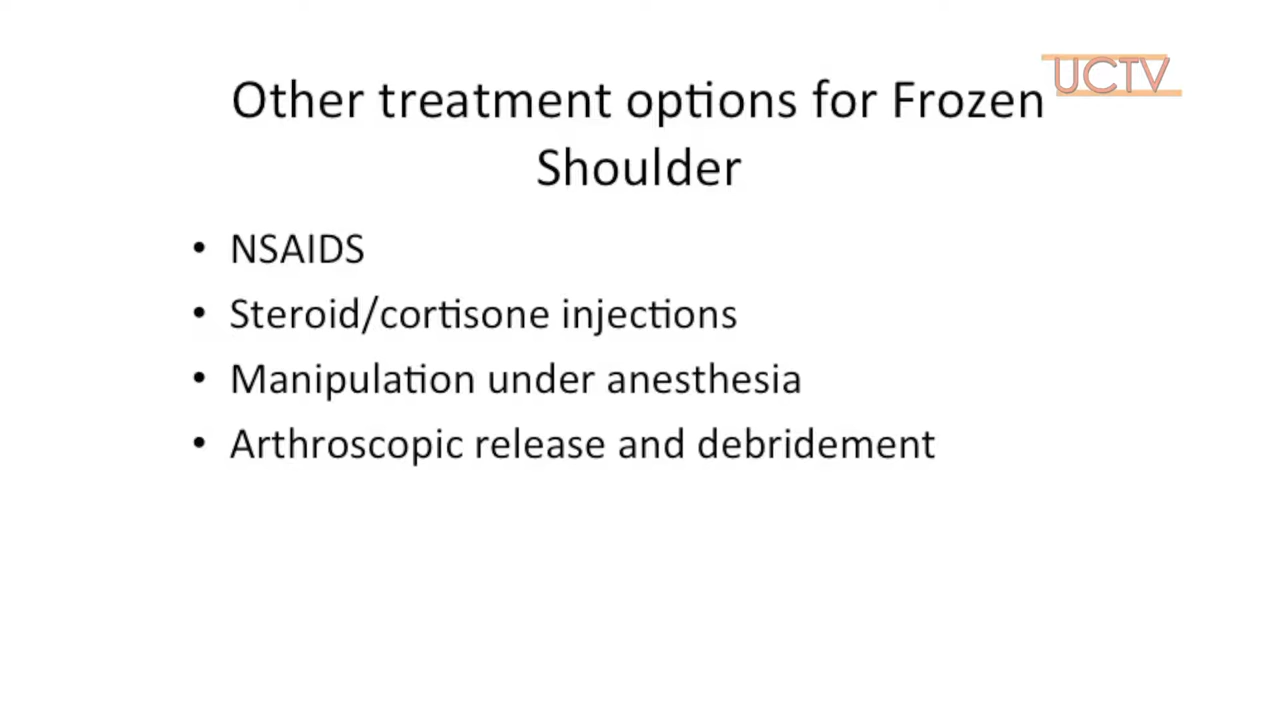 UCTV
Other treatment options for Frozen
Shoulder
• NSAIDS
• Steroid/cortisone injections
• Manipulation under anesthesia
• Arthroscopic release and debridement